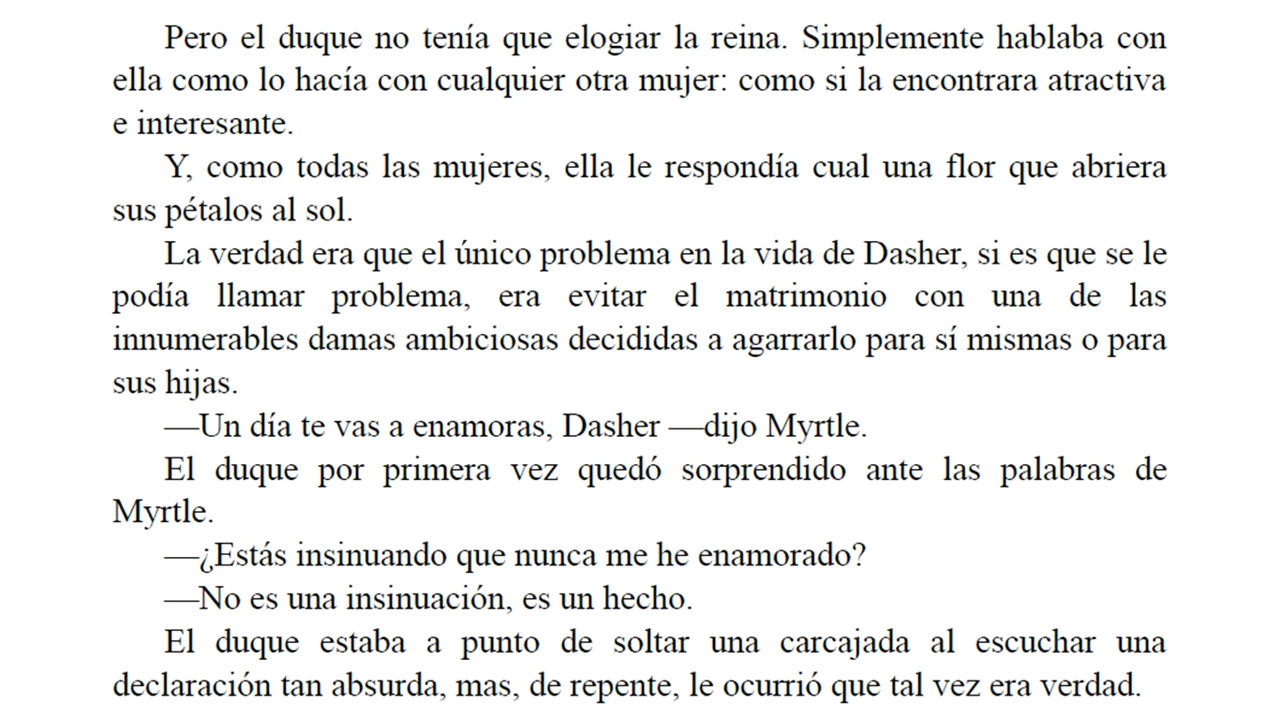 Pero el duque no tenía que elogiar la reina. Simplemente hablaba con
ella como lo hacía con cualquier otra mujer: como si la encontrara atractiva
e interesante.
Y, como todas las mujeres, ella le respondía cual una flor que abriera
sus pétalos al sol.
La verdad era que el único problema en la vida de Dasher, si es que se le
podía llamar problema, era evitar el matrimonio con una de las
innumerables damas ambiciosas decididas a agarrarlo para sí mismas o para
sus hijas.
—Un día te vas a enamoras, Dasher —dijo Myrtle.
El duque por primera vez quedó sorprendido ante las palabras de
Myrtle.
—¿Estás insinuando que nunca me he enamorado?
—No es una insinuación, es un hecho.
El duque estaba a punto de soltar una carcajada al escuchar una
declaración tan absurda, mas, de repente, le ocurrió que tal vez era verdad.